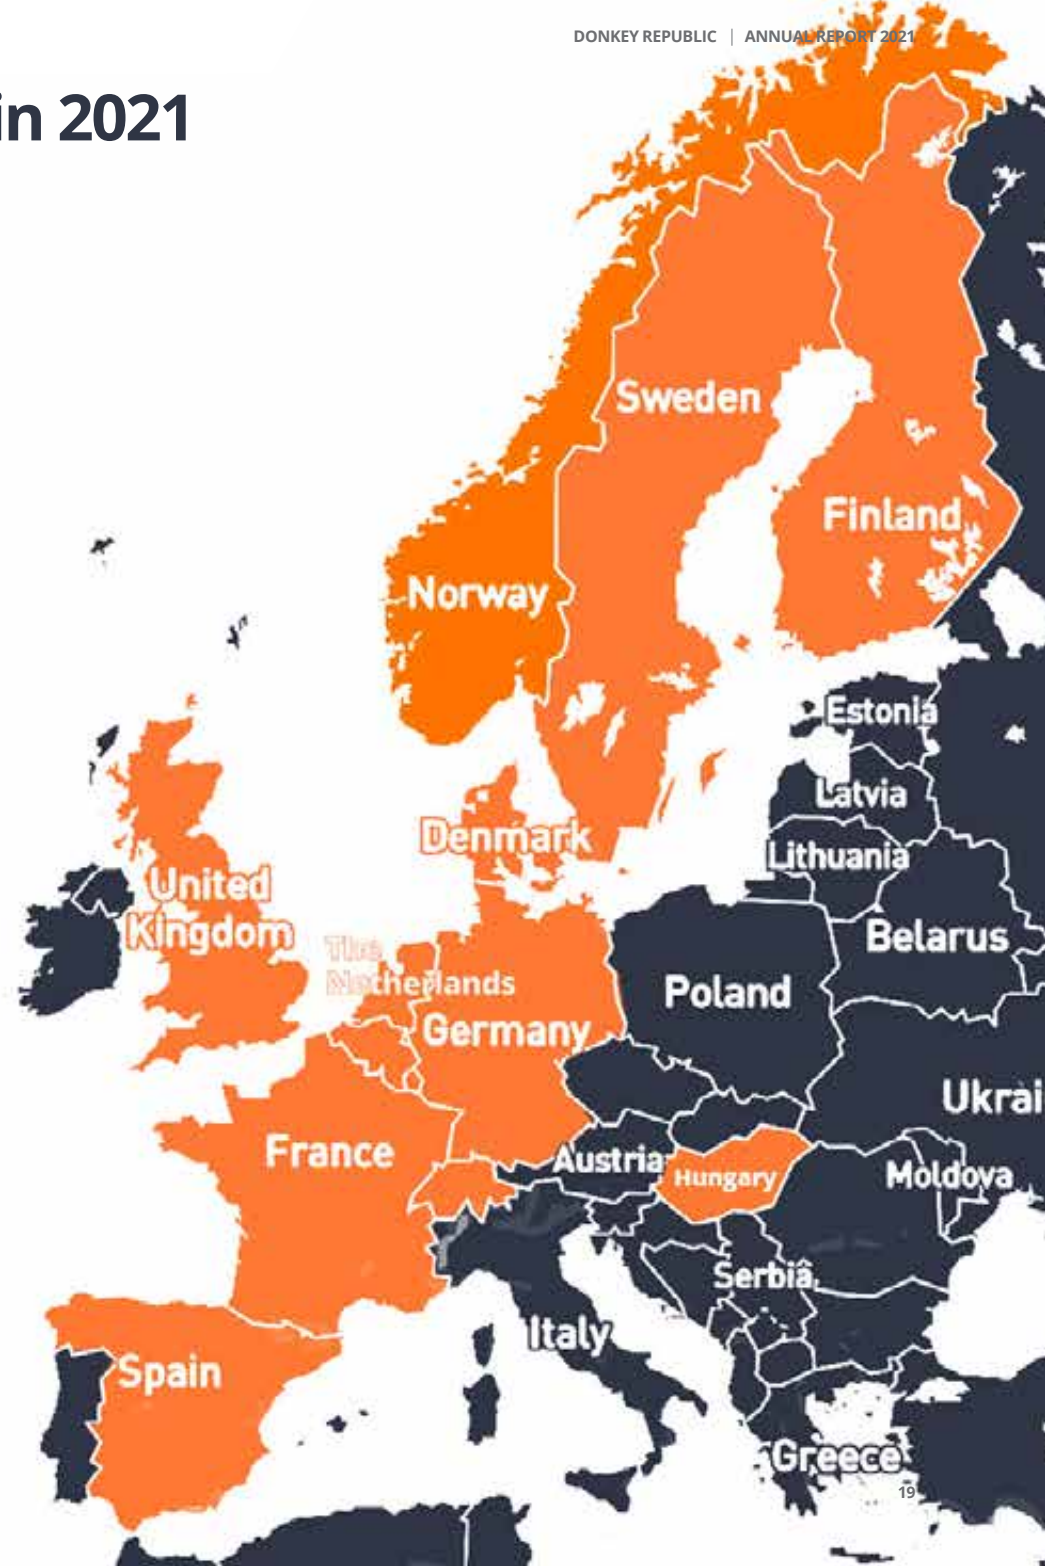 DONKEY REPUBLIC | ANNUAL REPORT 2021
in 2021
Sweden
Finland
Norway
Estonia
Latvia
Denmark
Lithuania
United
Kingdom
Belarus
The
Netherlands
Poland
Germany
Ukrai
France
Austria
Hungary
Moldova
Serbia
Italy
Spain
Greece
19